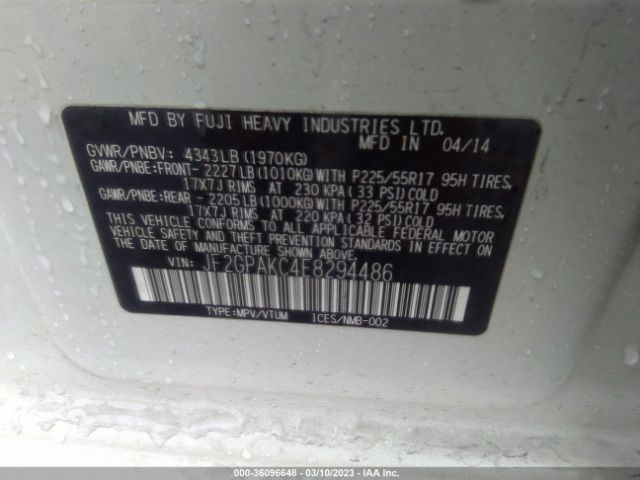 MFD BY FUJI HEAVY INDUSTRIES LTD.
MFD IN 04/14
GVWR/PNBV: 4343LB(1970KG)
GAWR/PNBE:FRONT- 2227LB(1010KG)WITH P225/55R17 95H TIRES.
17X7J RIMS AT 230 KPA(33 PSI)COLD
GAWR/PNBE:REAR - 2205LB(1000KG)WITH P225/55R17 95H TIRES.
17X7J RIMS AT 220 KPA(32 PSI)COLD
THIS VEHICLE CONFORMS TO ALL APPLICABLE FEDERAL MOTOR
VEHICLE SAFETY AND THEFT PREVENTION STANDARDS IN EFFECT
ON THE DATE OF MANUFACTURE SHOWN ABOVE.
VIN: JF2GPAKC4E8294486
TYPE:MPV/VTUM ICES/NMB-002
000-36096648 - 03/10/2023 - IAA Inc.